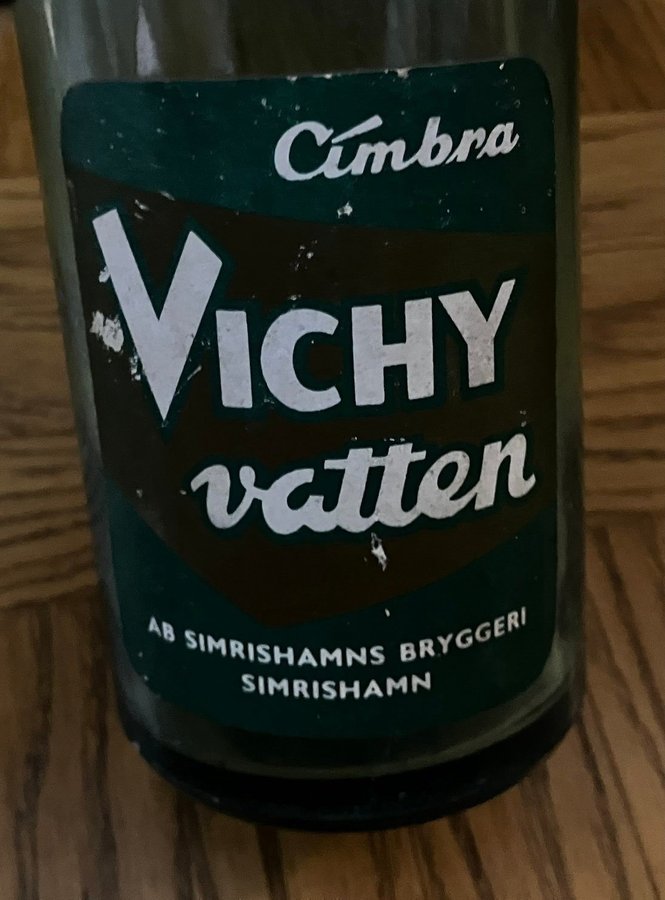 Cimbra
VICHY
vatten
AB SIMRISHAMNS BRYGGERI
SIMRISHAMN